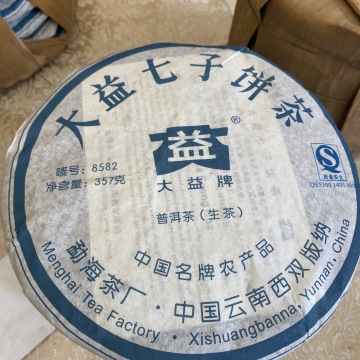 大益七子饼茶
®
益
唛号：8582
净含量：357克
大益牌
普洱茶（生茶）
中国名牌农产品
勐海茶厂·中国云南西双版纳
Menghai Tea Factory · Xishuangbanna, Yunnan, China